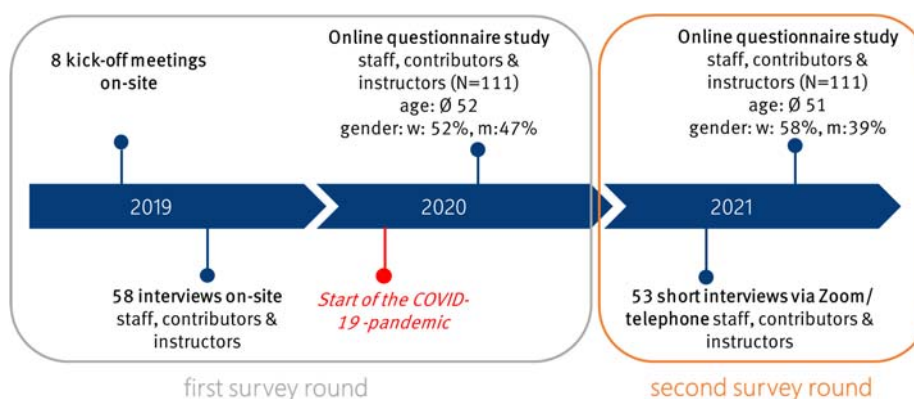 8 kick-off meetings
on-site
Online questionnaire study
staff, contributors &
instructors (N=111)
age: Ø 52
gender: w: 52%, m:47%
Online questionnaire study
staff, contributors &
instructors (N=111)
age: Ø 51
gender: w: 58%, m:39%
2019
2020
2021
58 interviews on-site
staff, contributors &
instructors
Start of the COVID-
19 -pandemic
53 short interviews via Zoom/
telephone staff, contributors &
instructors
first survey round
second survey round